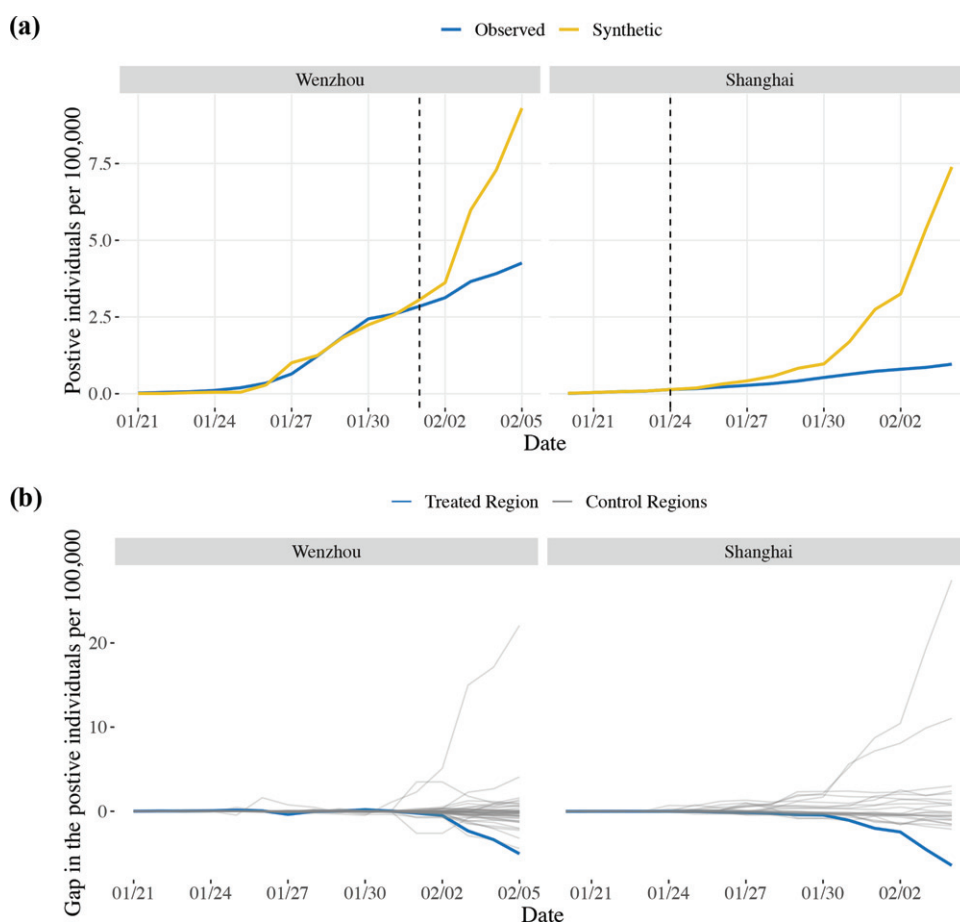 (a)
Observed Synthetic
Wenzhou Shanghai
Postive individuals per 100,000
7.5
5.0
2.5
0.0
01/21 01/24 01/27 01/30 02/02 02/05 01/21 01/24 01/27 01/30 02/02
Date
(b)
Treated Region Control Regions
Wenzhou Shanghai
Gap in the postive individuals per 100,000
20
10
0
01/21 01/24 01/27 01/30 02/02 02/05 01/21 01/24 01/27 01/30 02/02
Date